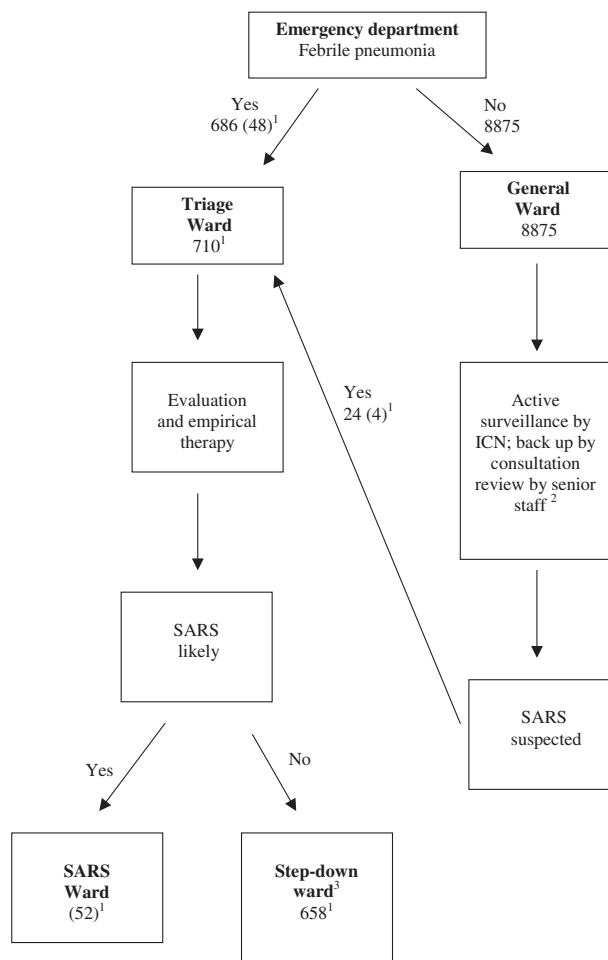 Emergency department
Febrile pneumonia
Yes
686 (48)¹
No
8875
Triage
Ward
710¹
General
Ward
8875
Evaluation
and empirical
therapy
Yes
24 (4)¹
Active
surveillance by
ICN; back up by
consultation
review by senior
staff ²
SARS
likely
SARS
suspected
Yes
No
SARS
Ward
(52)¹
Step-down
ward³
658¹